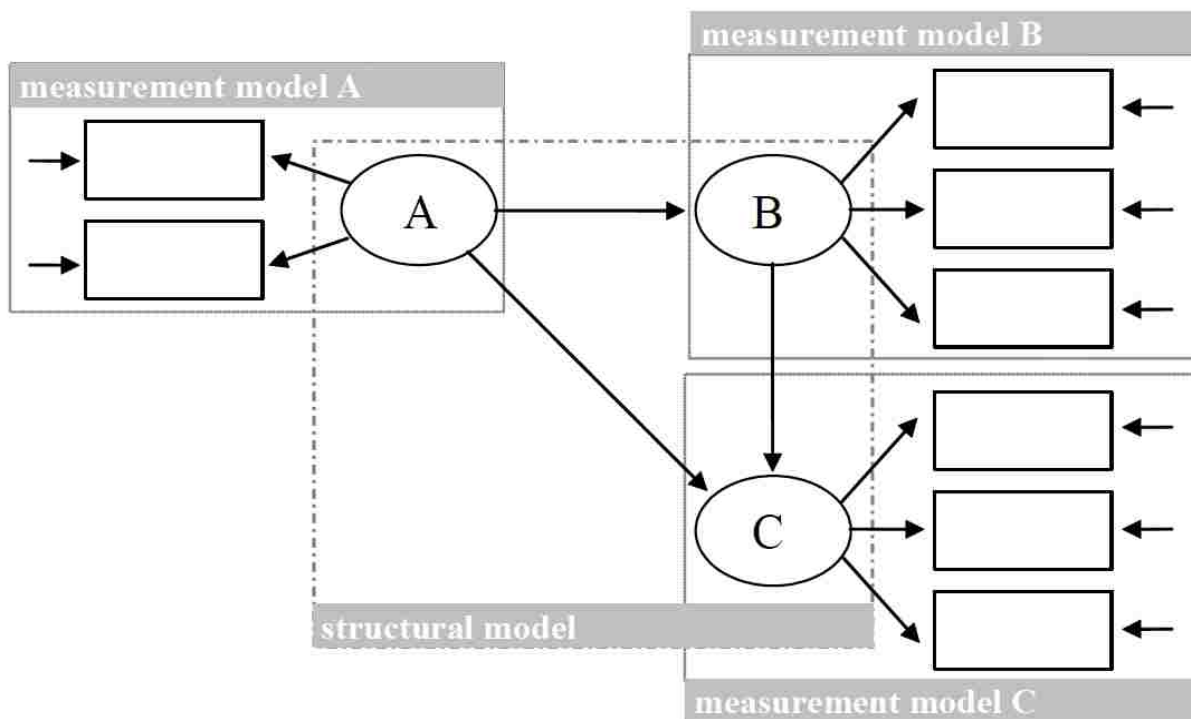 measurement model B
measurement model A
A
B
C
structural model
measurement model C